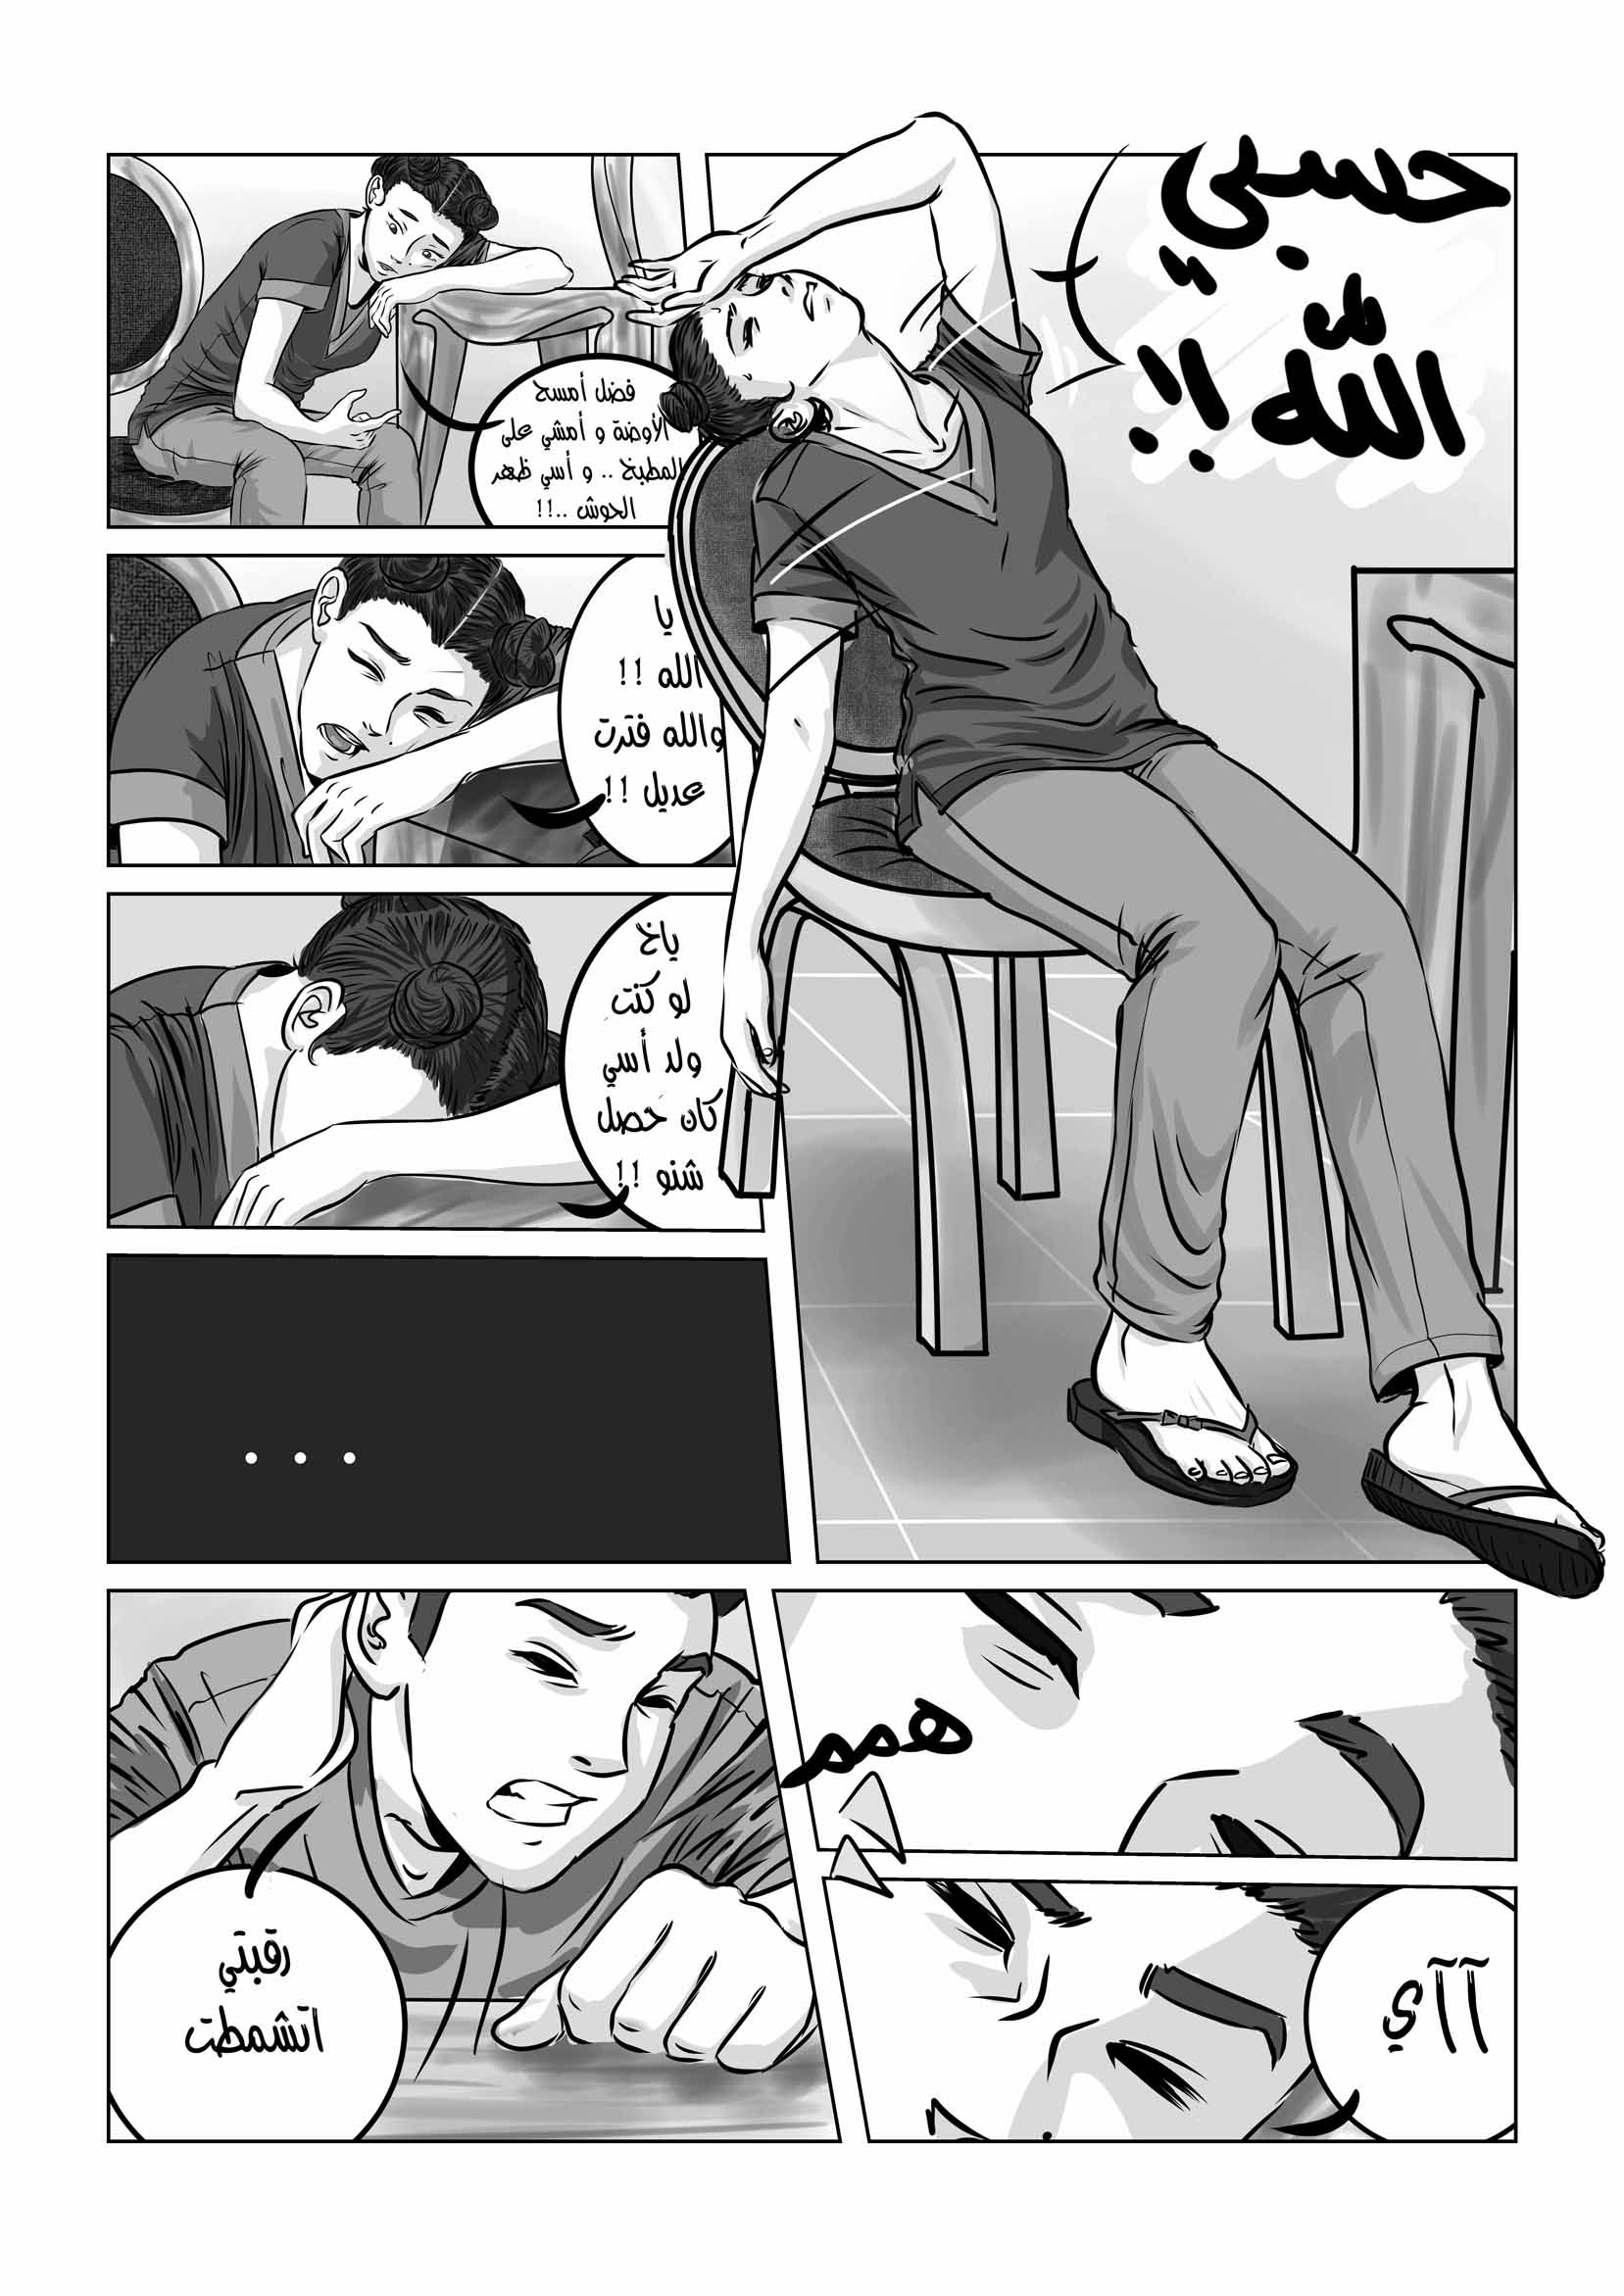 حسبي
الله !!
فضل أمسح
الأوضة و أمشي على
المطبخ .. و أسي ظهر
الحوش ..!!
يا
الله !!
والله فترت
عديل !!
ياخ
لو كنت
ولد أسي
كان حصل
شنو !!
. . .
همم
آآي
رقبتي
اتشمطت